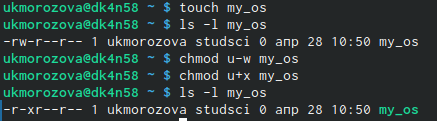 ukmorozova@dk4n58 ~ $ touch my_os
ukmorozova@dk4n58 ~ $ ls -l my_os
-rw-r--r-- 1 ukmorozova studsci 0 апр 28 10:50 my_os
ukmorozova@dk4n58 ~ $ chmod u-w my_os
ukmorozova@dk4n58 ~ $ chmod u+x my_os
ukmorozova@dk4n58 ~ $ ls -l my_os
-r-xr--r-- 1 ukmorozova studsci 0 апр 28 10:50 my_os